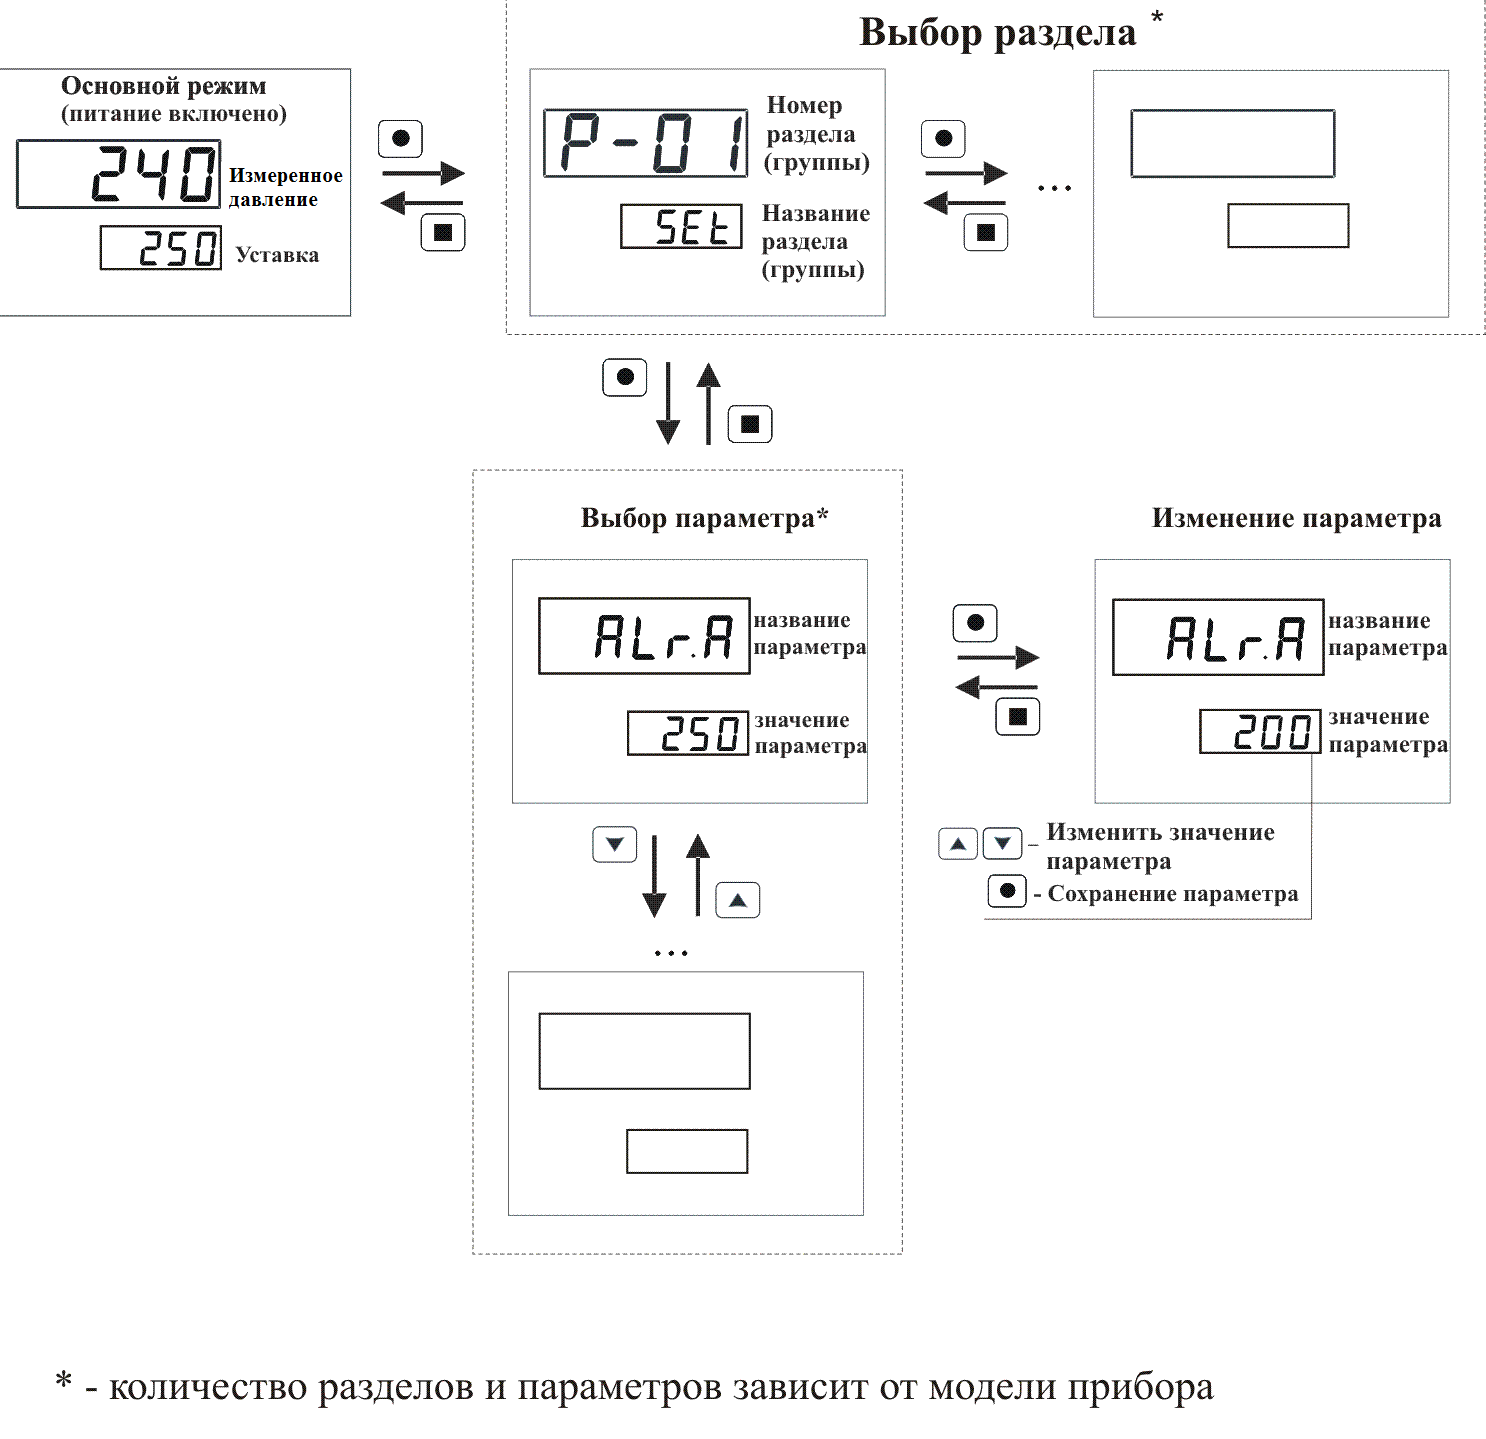 Выбор раздела *
Основной режим
(питание включено)
240
Измеренное
давление
250
Уставка
P-01
Номер
раздела
(группы)
SEt
Название
раздела
(группы)
...
Выбор параметра*
ALr.A
название
параметра
250
значение
параметра
...
Изменение параметра
ALr.A
название
параметра
200
значение
параметра
– Изменить значение
параметра
- Сохранение параметра
* - количество разделов и параметров зависит от модели прибора